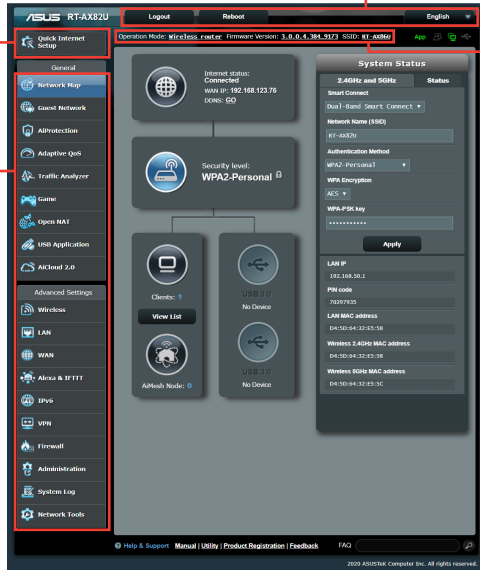 ASUS RT-AX82U
Logout
Reboot
English
Quick Internet
Setup
Operation Mode: Wireless router Firmware Version: 3.0.0.4.384_9173 SSID: RT-AX86U
App
General
Network Map
Guest Network
AiProtection
Adaptive QoS
Traffic Analyzer
Game
Open NAT
USB Application
AiCloud 2.0
Advanced Settings
Wireless
LAN
WAN
Alexa & IFTTT
IPv6
VPN
Firewall
Administration
System Log
Network Tools
Internet status:
Connected
WAN IP: 192.168.123.76
DDNS: GO
Security level:
WPA2-Personal
Clients: 1
View List
AiMesh Node: 0
USB 3.0
No Device
USB 3.0
No Device
System Status
2.4GHz and 5GHz
Status
Smart Connect
Dual-Band Smart Connect
Network Name (SSID)
RT-AX82U
Authentication Method
WPA2-Personal
WPA Encryption
AES
WPA-PSK key
Apply
LAN IP
192.168.50.1
PIN code
70297935
LAN MAC address
D4:5D:64:32:E5:58
Wireless 2.4GHz MAC address
D4:5D:64:32:E5:58
Wireless 5GHz MAC address
D4:5D:64:32:E5:5C
Help & Support Manual | Utility | Product Registration | Feedback
FAQ
2020 ASUSTeK Computer Inc. All rights reserved.